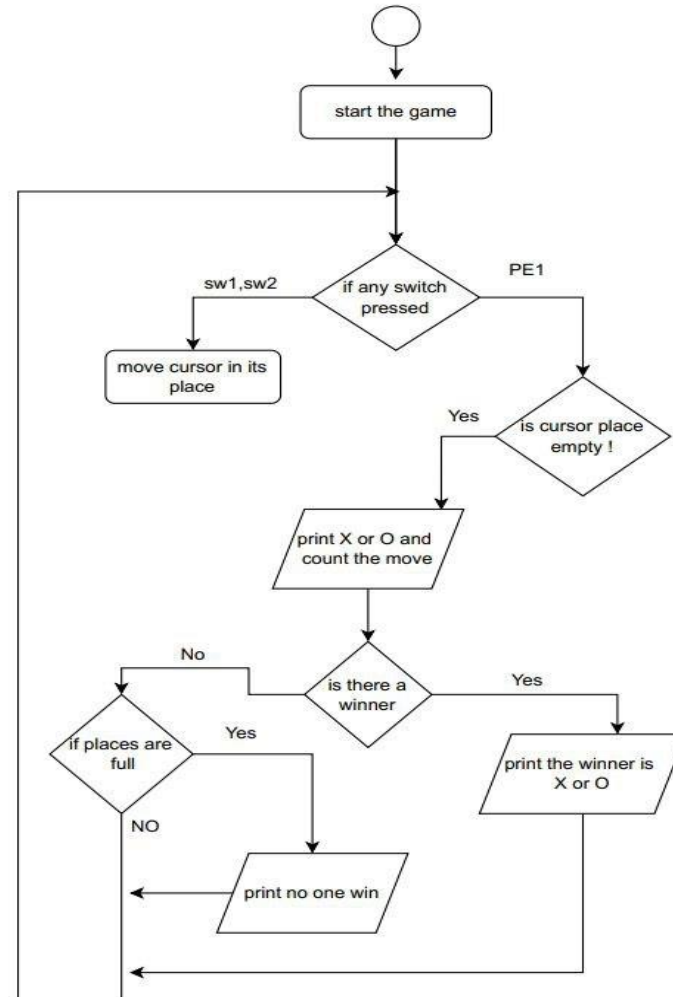 start the game
if any switch
pressed
sw1,sw2
PE1
move cursor in its
place
is cursor place
empty !
Yes
print X or O and
count the move
is there a
winner
No
Yes
if places are
full
Yes
NO
print the winner is
X or O
print no one win